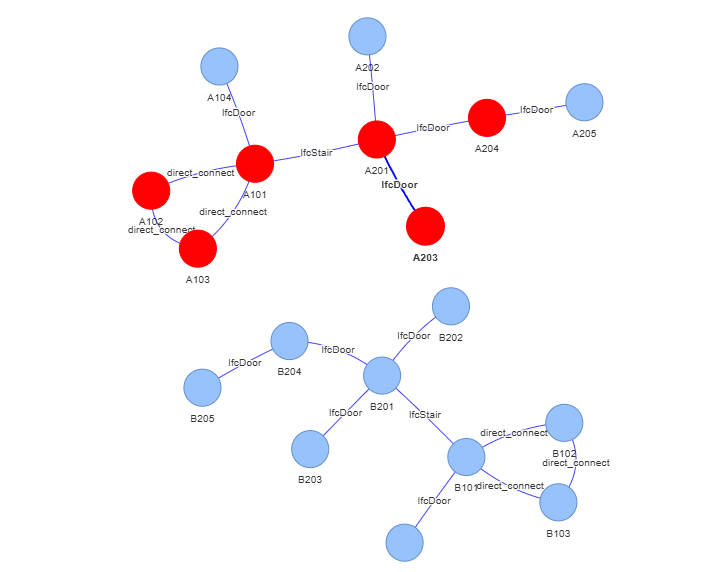 A202
IfcDoor
A104
IfcDoor
IfcDoor
IfcDoor
A205
A204
IfcStair
A201
direct_connect
IfcDoor
A101
direct_connect
A102
direct_connect
A203
A103
B202
IfcDoor
IfcDoor
IfcDoor
B204
B201
B205
IfcDoor
IfcStair
direct_connect
B102
direct_connect
B203
B101
direct_connect
IfcDoor
B103